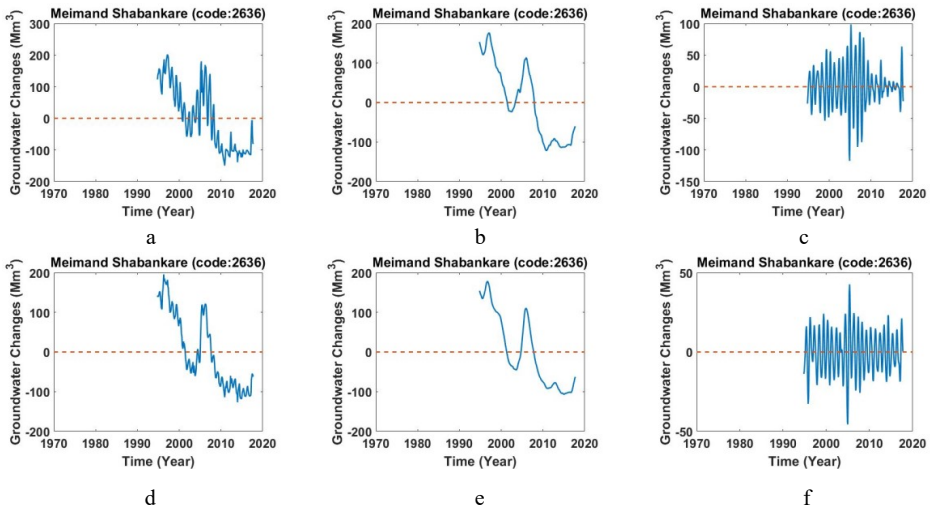 Meimand Shabankare (code:2636) Meimand Shabankare (code:2636) Meimand Shabankare (code:2636)
Groundwater Changes (Mm³)
300
200
100
0
-100
-200
1970 1980 1990 2000 2010 2020
Time (Year)
a
Groundwater Changes (Mm³)
200
100
0
-100
-200
1970 1980 1990 2000 2010 2020
Time (Year)
b
Groundwater Changes (Mm³)
100
50
0
-50
-100
-150
1970 1980 1990 2000 2010 2020
Time (Year)
c
Meimand Shabankare (code:2636) Meimand Shabankare (code:2636) Meimand Shabankare (code:2636)
Groundwater Changes (Mm³)
200
100
0
-100
-200
1970 1980 1990 2000 2010 2020
Time (Year)
d
Groundwater Changes (Mm³)
200
100
0
-100
-200
1970 1980 1990 2000 2010 2020
Time (Year)
e
Groundwater Changes (Mm³)
50
0
-50
1970 1980 1990 2000 2010 2020
Time (Year)
f